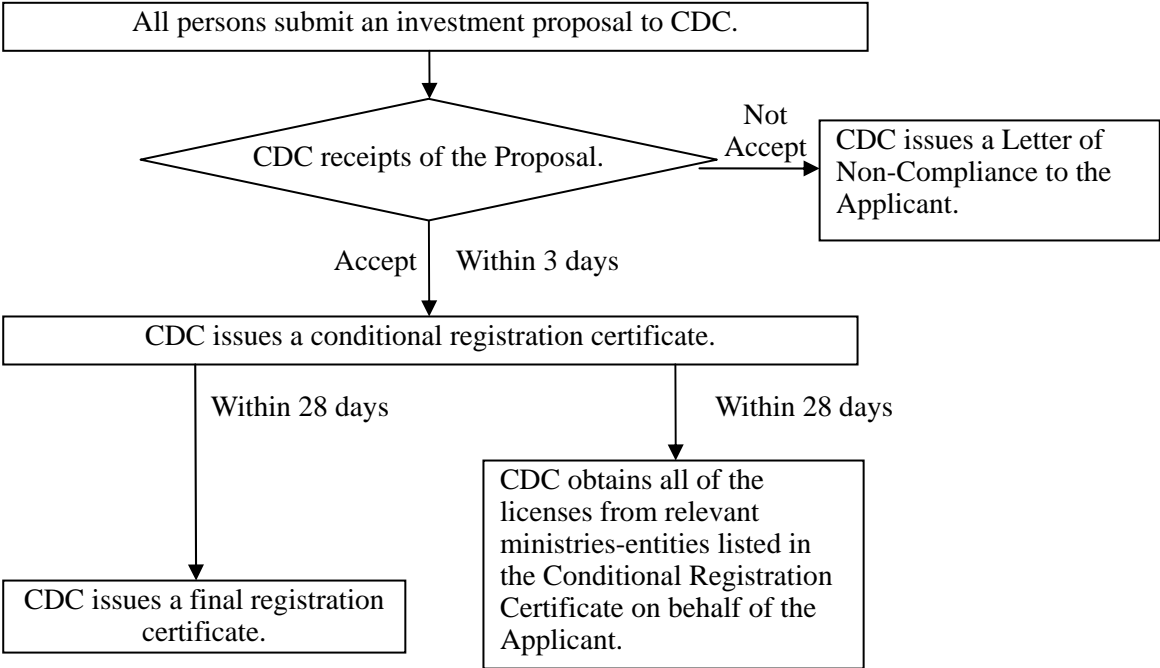 All persons submit an investment proposal to CDC.
CDC receipts of the Proposal.
Not
Accept
CDC issues a Letter of
Non-Compliance to the
Applicant.
Accept
Within 3 days
CDC issues a conditional registration certificate.
Within 28 days
Within 28 days
CDC obtains all of the
licenses from relevant
ministries-entities listed in
the Conditional Registration
Certificate on behalf of the
Applicant.
CDC issues a final registration
certificate.